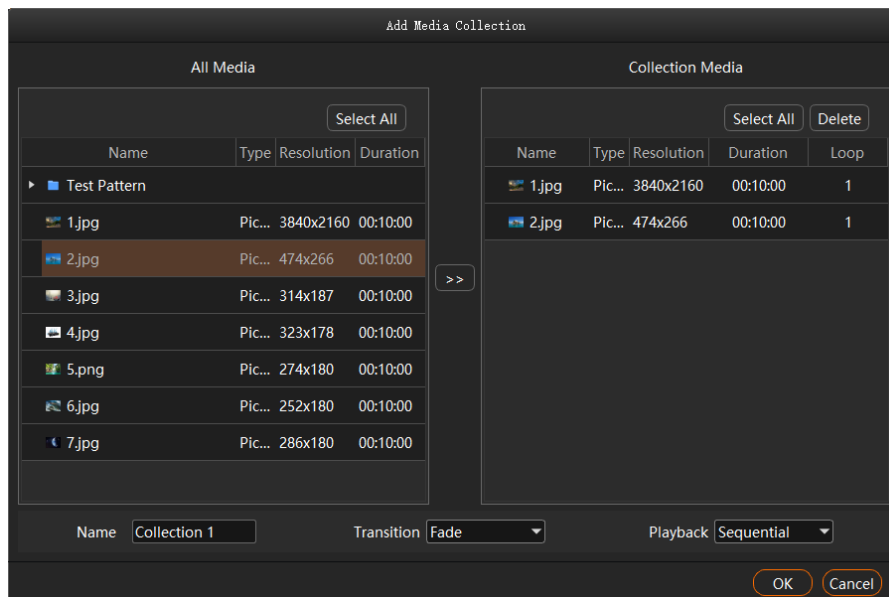 Add Media Collection
All Media
Collection Media
Select All
Select All Delete
Name Type Resolution Duration
Name Type Resolution Duration Loop
Test Pattern
1.jpg Pic... 3840x2160 00:10:00
2.jpg Pic... 474x266 00:10:00
3.jpg Pic... 314x187 00:10:00
4.jpg Pic... 323x178 00:10:00
5.png Pic... 274x180 00:10:00
6.jpg Pic... 252x180 00:10:00
7.jpg Pic... 286x180 00:10:00
>>
1.jpg Pic... 3840x2160 00:10:00 1
2.jpg Pic... 474x266 00:10:00 1
Name Collection 1 Transition Fade Playback Sequential
OK Cancel